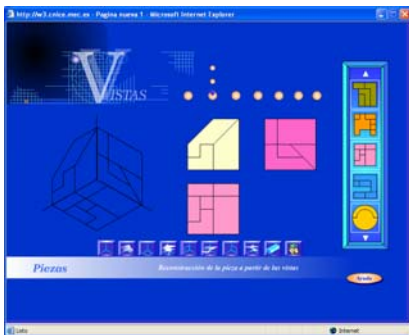 http://w3.cnice.mec.es - Pagina nueva 1 - Microsoft Internet Explorer
VISTAS
Piezas
Reconstrucción de la pieza a partir de las vistas
Ayuda
Listo
Internet